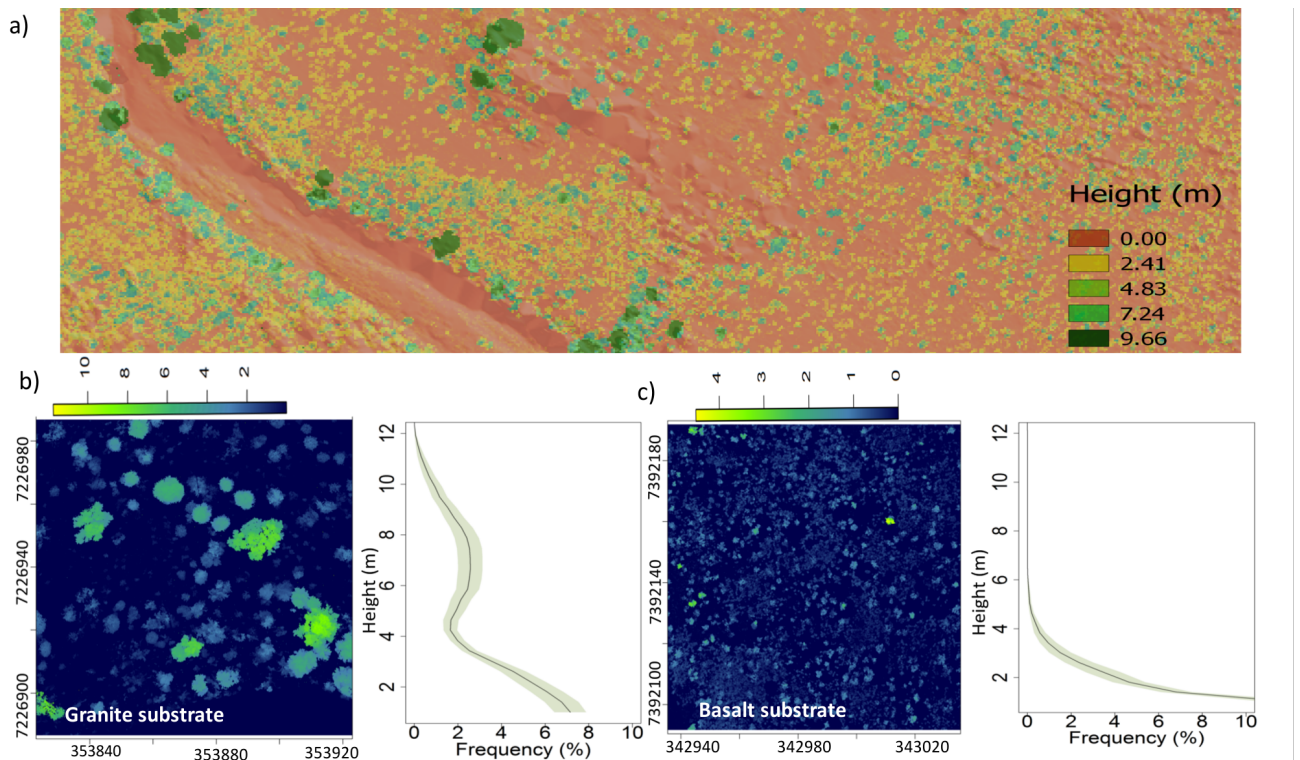 a)
Height (m)
0.00
2.41
4.83
7.24
9.66
b)
10 8 6 4 2
7226980
7226940
7226900
Granite substrate
353840 353880 353920
12
10
8
6
4
2
Height (m)
0 2 4 6 8 10
Frequency (%)
c)
4 3 2 1 0
7392180
7392140
7392100
Basalt substrate
342940 342980 343020
12
10
8
6
4
2
Height (m)
0 2 4 6 8 10
Frequency (%)